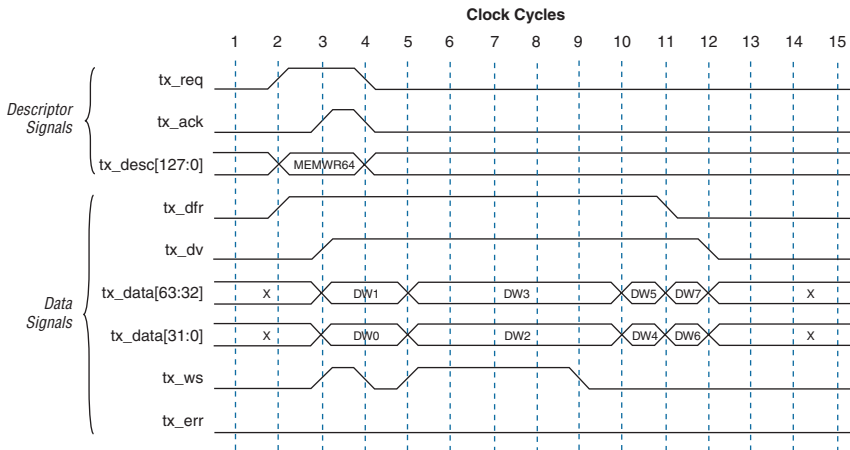 Clock Cycles
1 2 3 4 5 6 7 8 9 10 11 12 13 14 15
Descriptor
Signals
tx_req
tx_ack
tx_desc[127:0] MEMWR64
Data
Signals
tx_dfr
tx_dv
tx_data[63:32] X DW1 DW3 DW5 DW7 X
tx_data[31:0] X DW0 DW2 DW4 DW6 X
tx_ws
tx_err